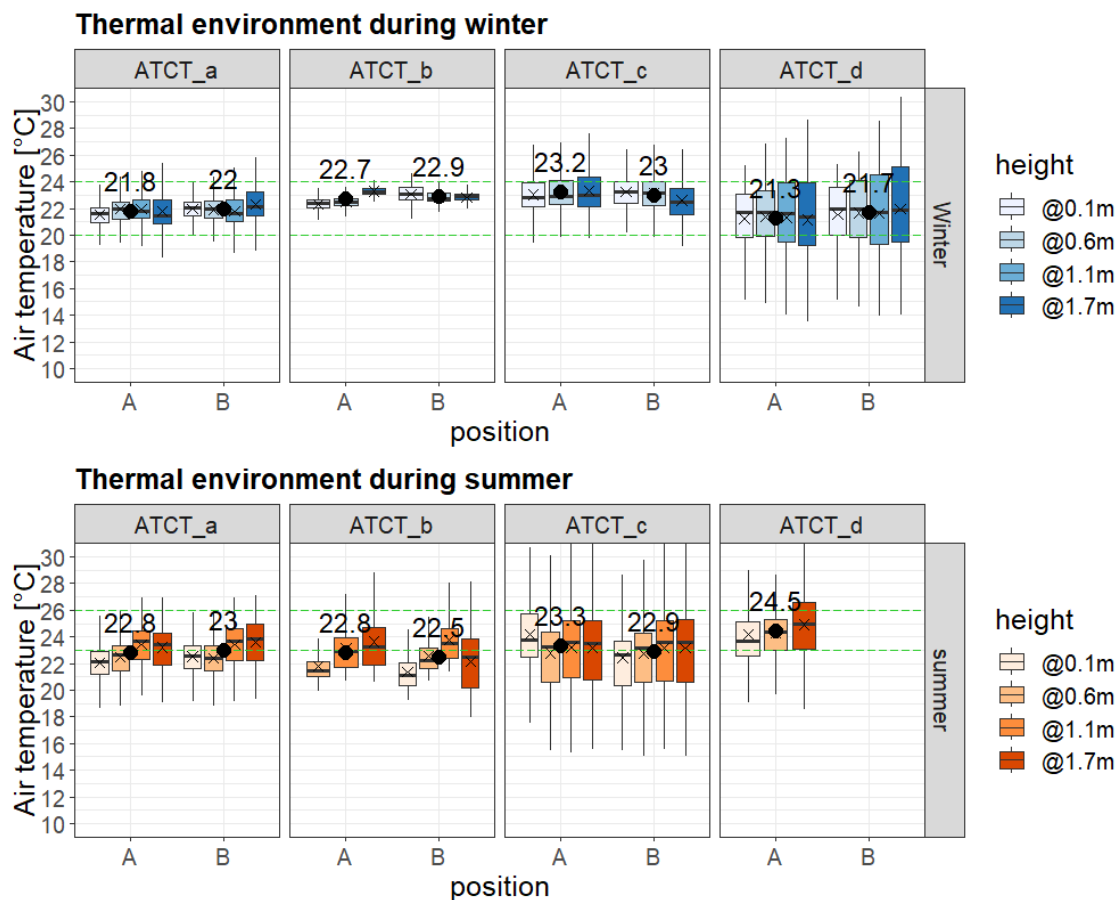 Thermal environment during winter
ATCT_a ATCT_b ATCT_c ATCT_d
Air temperature [°C]
30
28
26
24
22
20
18
16
14
12
10
21.8 22 22.7 22.9 23.2 23 21.3 21.7
Winter
A B A B A B A B
position
height
@0.1m
@0.6m
@1.1m
@1.7m
Thermal environment during summer
ATCT_a ATCT_b ATCT_c ATCT_d
Air temperature [°C]
30
28
26
24
22
20
18
16
14
12
10
22.8 23 22.8 22.5 23.3 22.9 24.5
summer
A B A B A B A B
position
height
@0.1m
@0.6m
@1.1m
@1.7m